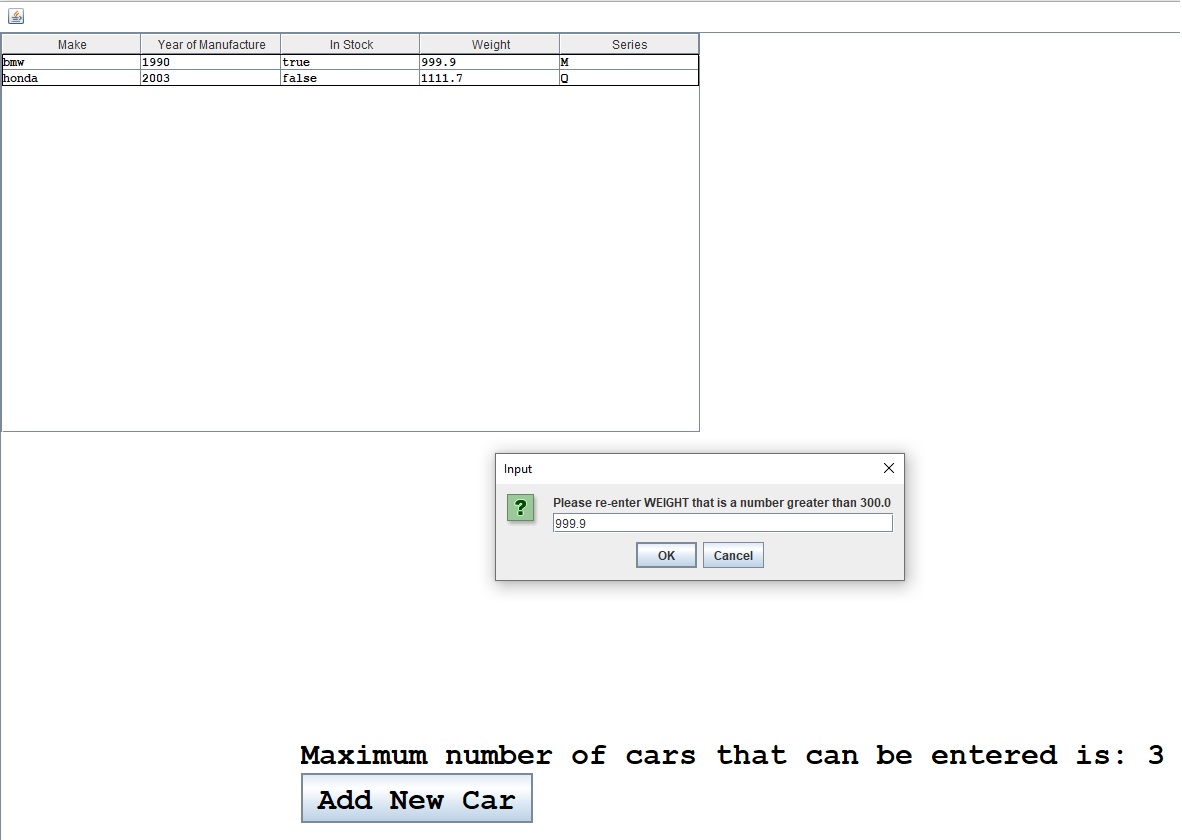 Make Year of Manufacture In Stock Weight Series
bmw 1990 true 999.9 M
honda 2003 false 1111.7 Q
Input
? Please re-enter WEIGHT that is a number greater than 300.0
999.9
OK Cancel
Maximum number of cars that can be entered is: 3
Add New Car